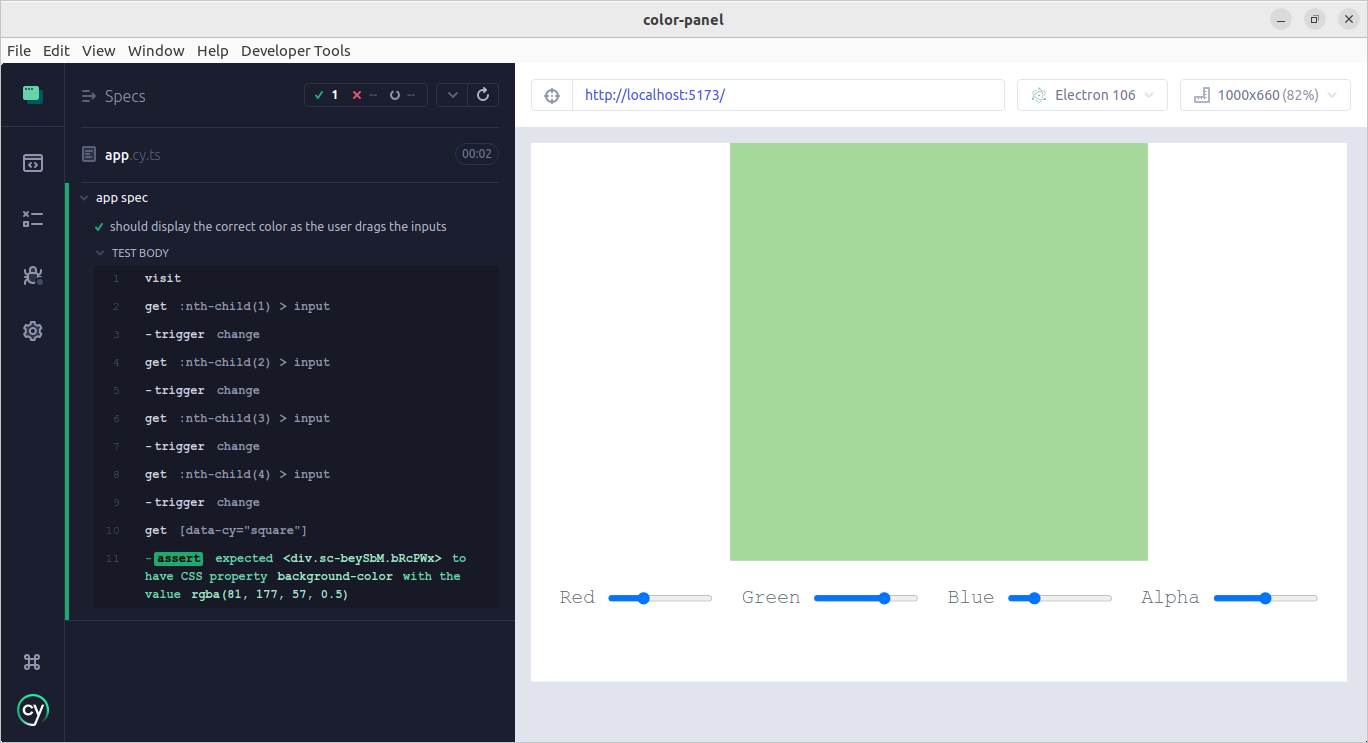 color-panel
File Edit View Window Help Developer Tools
Specs
1 -- --
app.cy.ts
00:02
app spec
should display the correct color as the user drags the inputs
TEST BODY
1 visit
2 get :nth-child(1) > input
3 -trigger change
4 get :nth-child(2) > input
5 -trigger change
6 get :nth-child(3) > input
7 -trigger change
8 get :nth-child(4) > input
9 -trigger change
10 get [data-cy="square"]
11 -assert expected <div.sc-beySbM.bRcPWx> to
have CSS property background-color with the
value rgba(81, 177, 57, 0.5)
cy
http://localhost:5173/
Electron 106
1000x660 (82%)
Red Green Blue Alpha